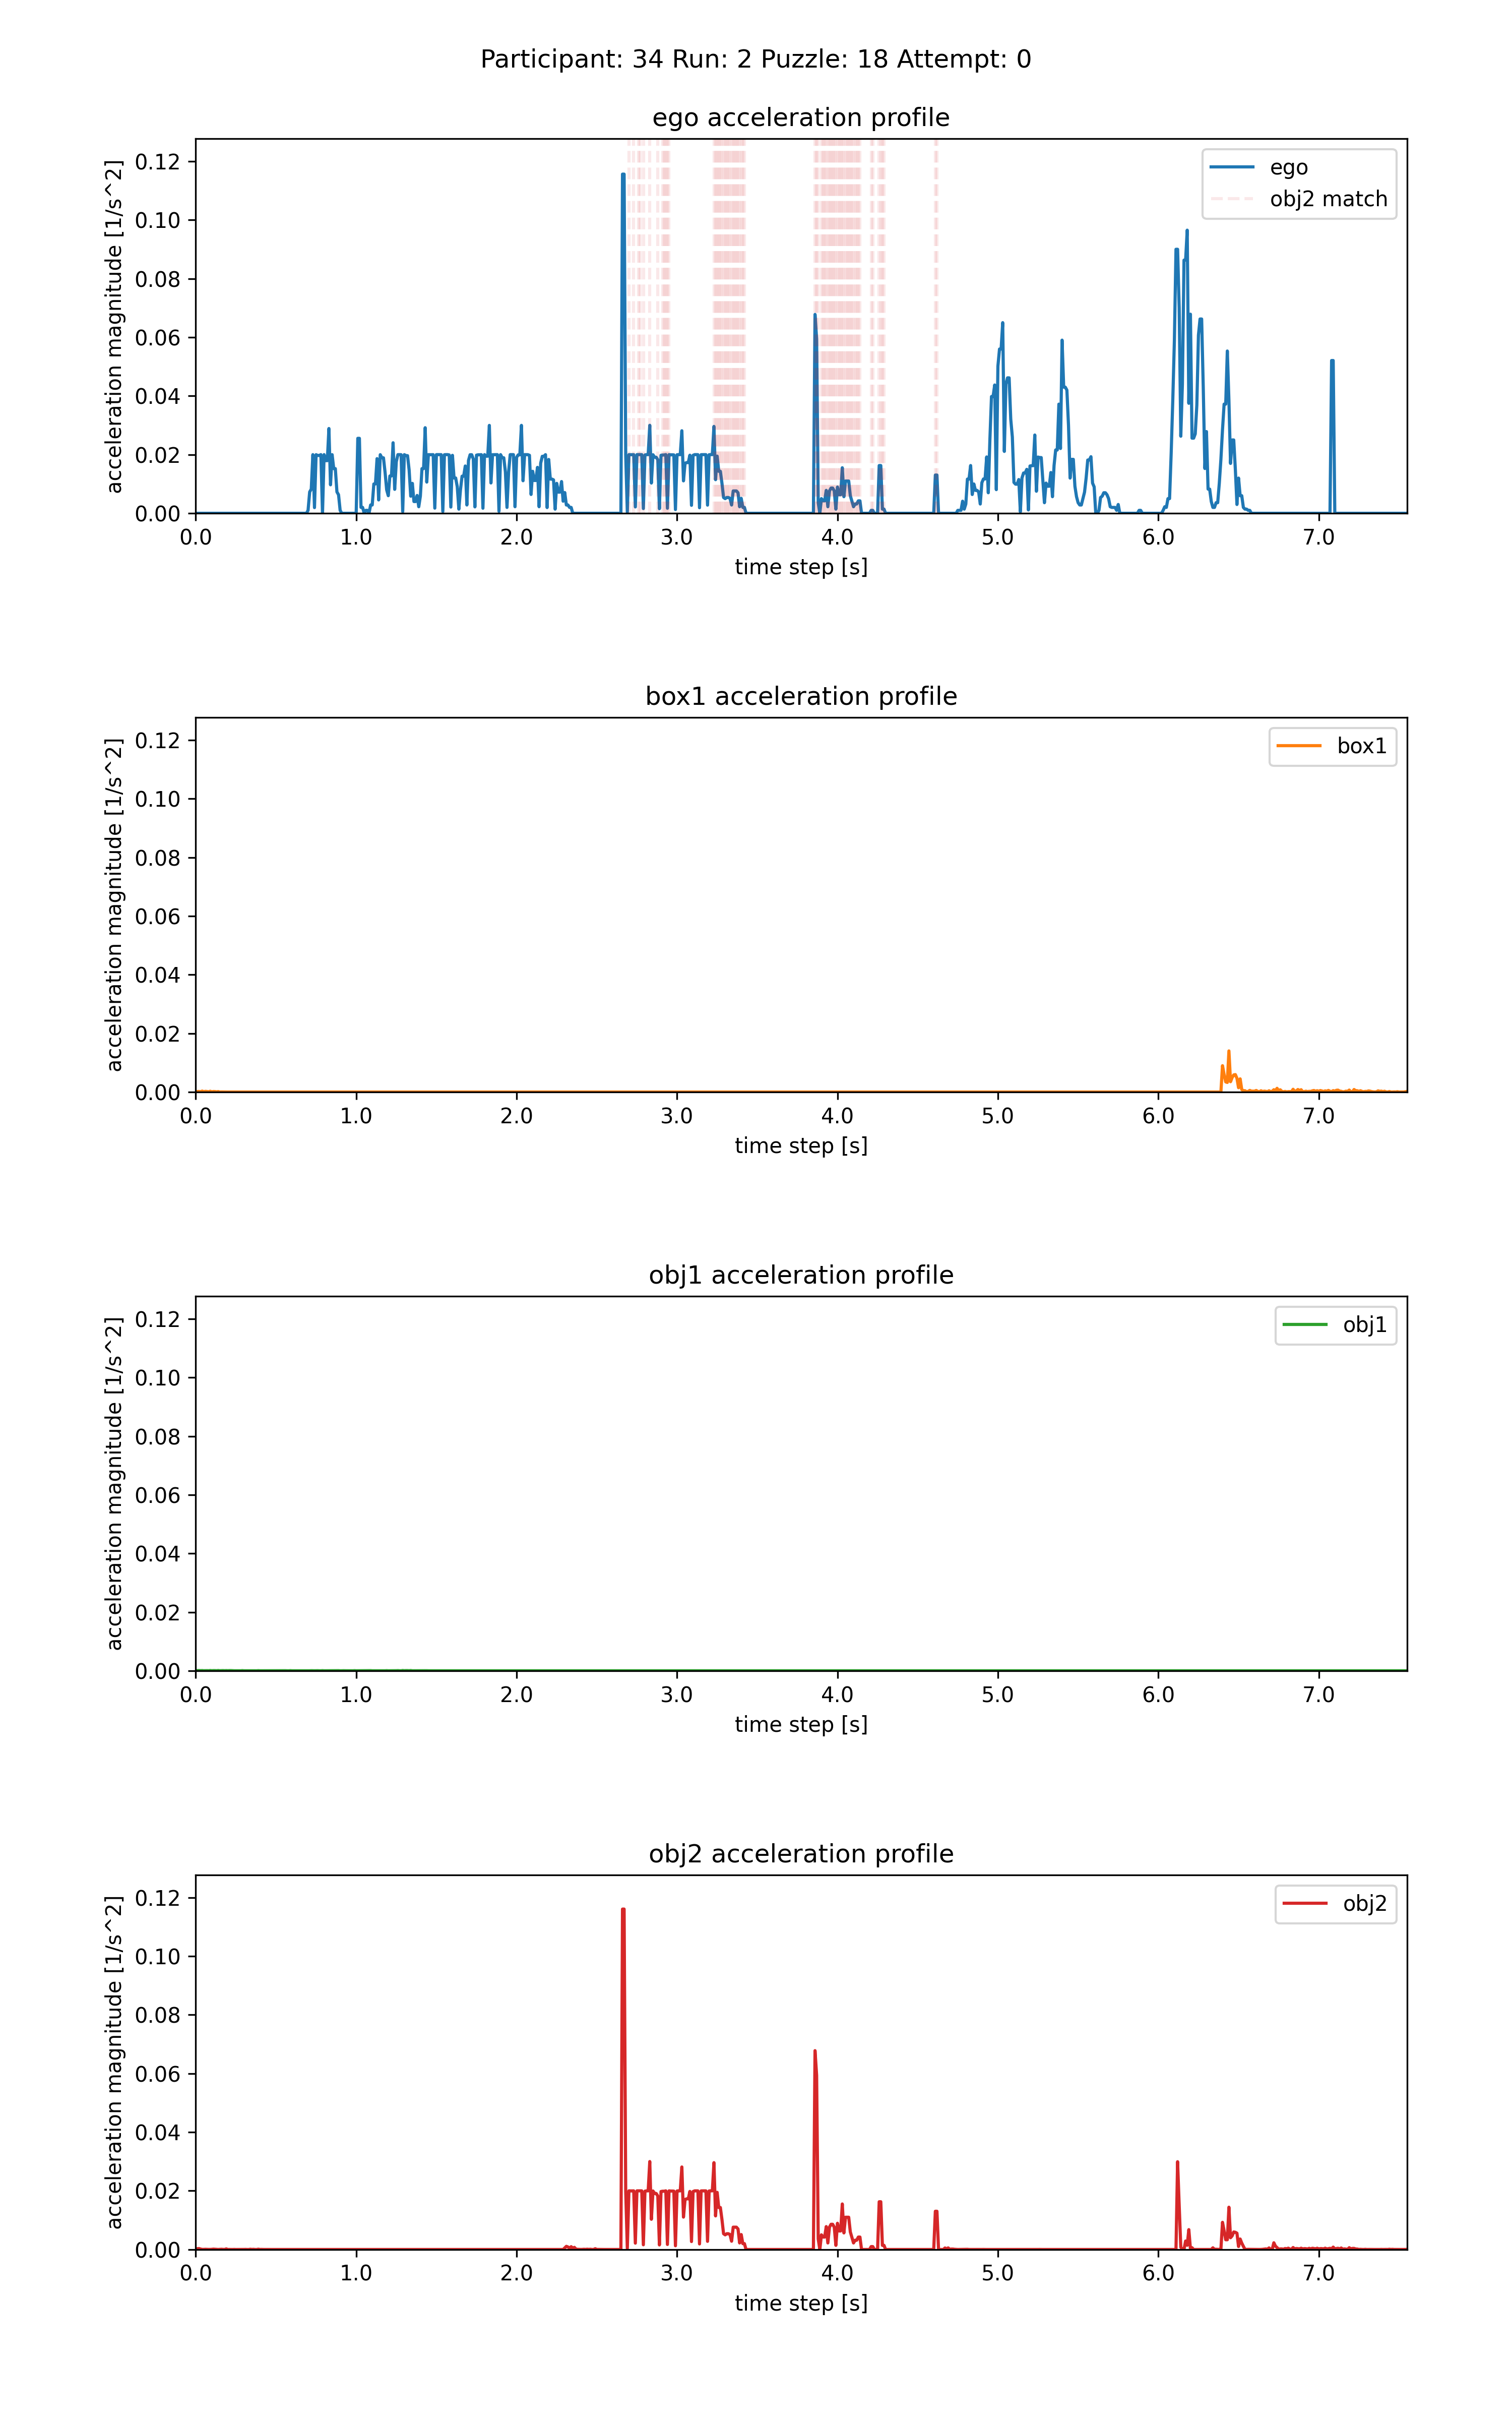 Participant: 34 Run: 2 Puzzle: 18 Attempt: 0
ego acceleration profile
acceleration magnitude [1/s^2]
0.12
0.10
0.08
0.06
0.04
0.02
0.00
ego
obj2 match
0.0 1.0 2.0 3.0 4.0 5.0 6.0 7.0
time step [s]
box1 acceleration profile
acceleration magnitude [1/s^2]
0.12
0.10
0.08
0.06
0.04
0.02
0.00
box1
0.0 1.0 2.0 3.0 4.0 5.0 6.0 7.0
time step [s]
obj1 acceleration profile
acceleration magnitude [1/s^2]
0.12
0.10
0.08
0.06
0.04
0.02
0.00
obj1
0.0 1.0 2.0 3.0 4.0 5.0 6.0 7.0
time step [s]
obj2 acceleration profile
acceleration magnitude [1/s^2]
0.12
0.10
0.08
0.06
0.04
0.02
0.00
obj2
0.0 1.0 2.0 3.0 4.0 5.0 6.0 7.0
time step [s]